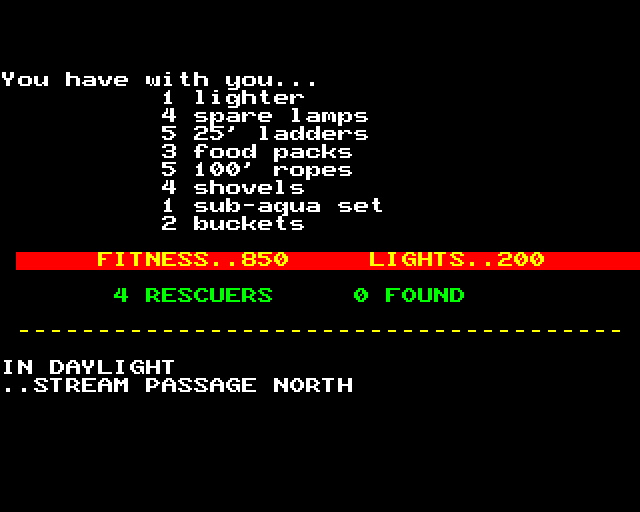 You have with you...
1 lighter
4 spare lamps
5 25' ladders
3 food packs
5 100' ropes
4 shovels
1 sub-aqua set
2 buckets
FITNESS..850 LIGHTS..200
4 RESCUERS 0 FOUND
--------------------------------------
IN DAYLIGHT
..STREAM PASSAGE NORTH